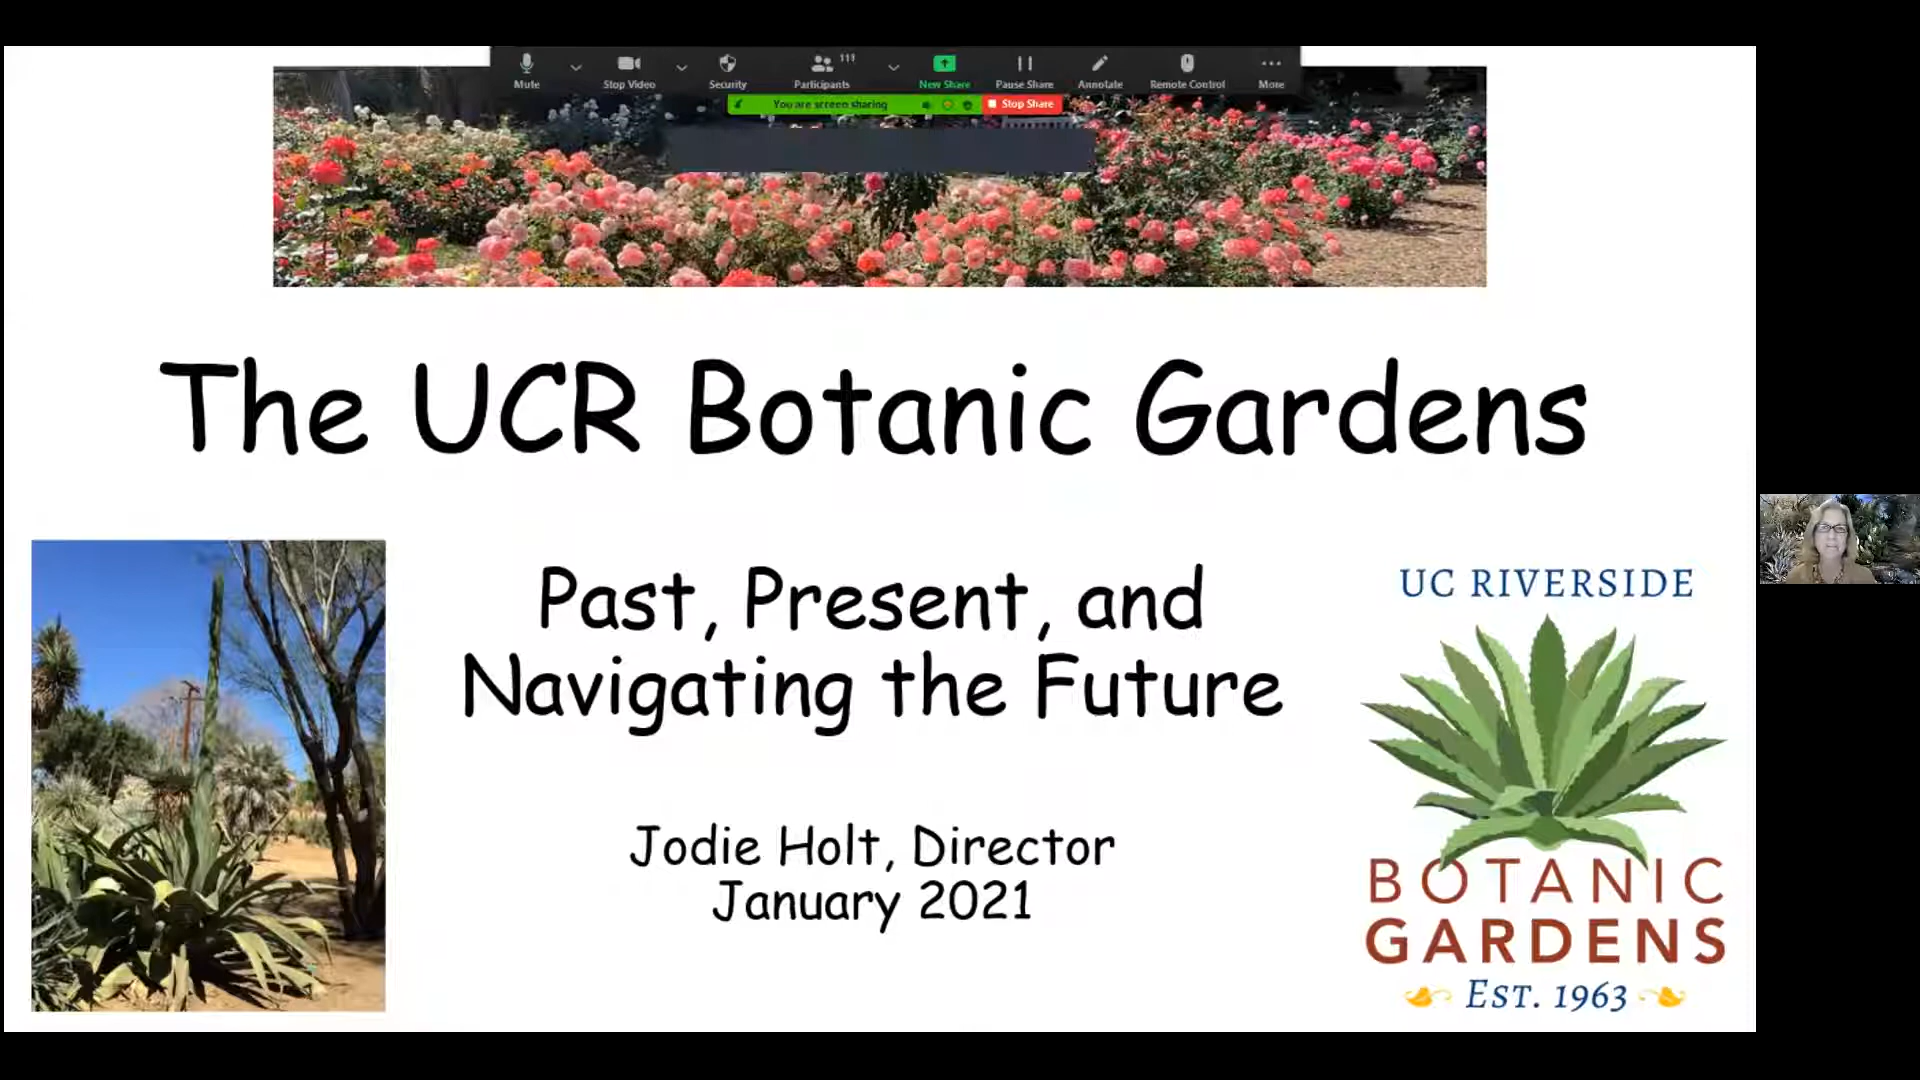 111
Mute
Stop Video
Security
Participants
New Share
Pause Share
Annotate
Remote Control
More
You are screen sharing
Stop Share
The UCR Botanic Gardens
Past, Present, and
Navigating the Future
Jodie Holt, Director
January 2021
UC RIVERSIDE
BOTANIC
GARDENS
EST. 1963